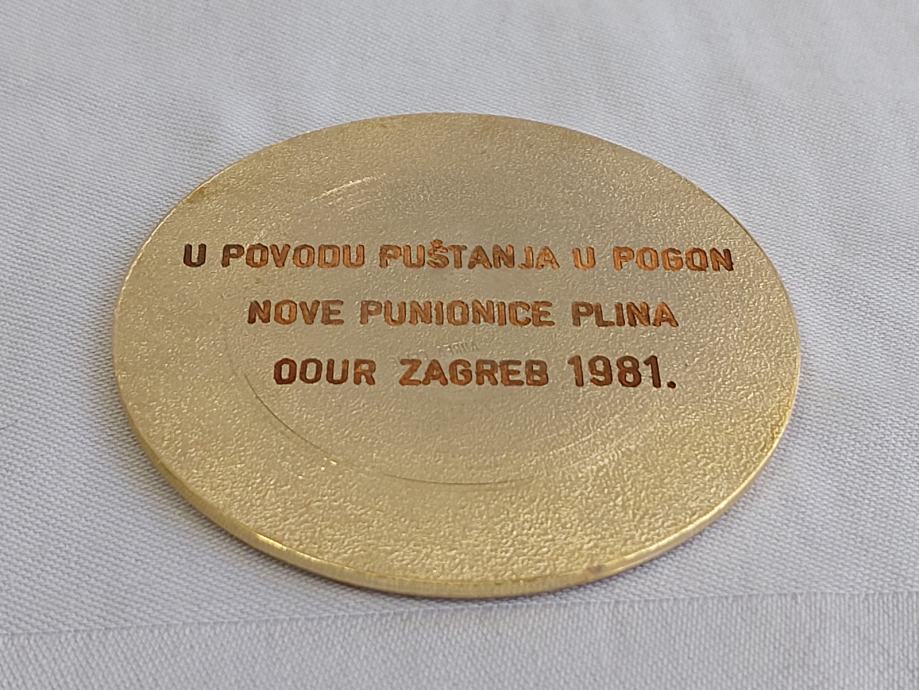 U POVODU PUŠTANJA U POGON
NOVE PUNIONICE PLINA
OOUR ZAGREB 1981.